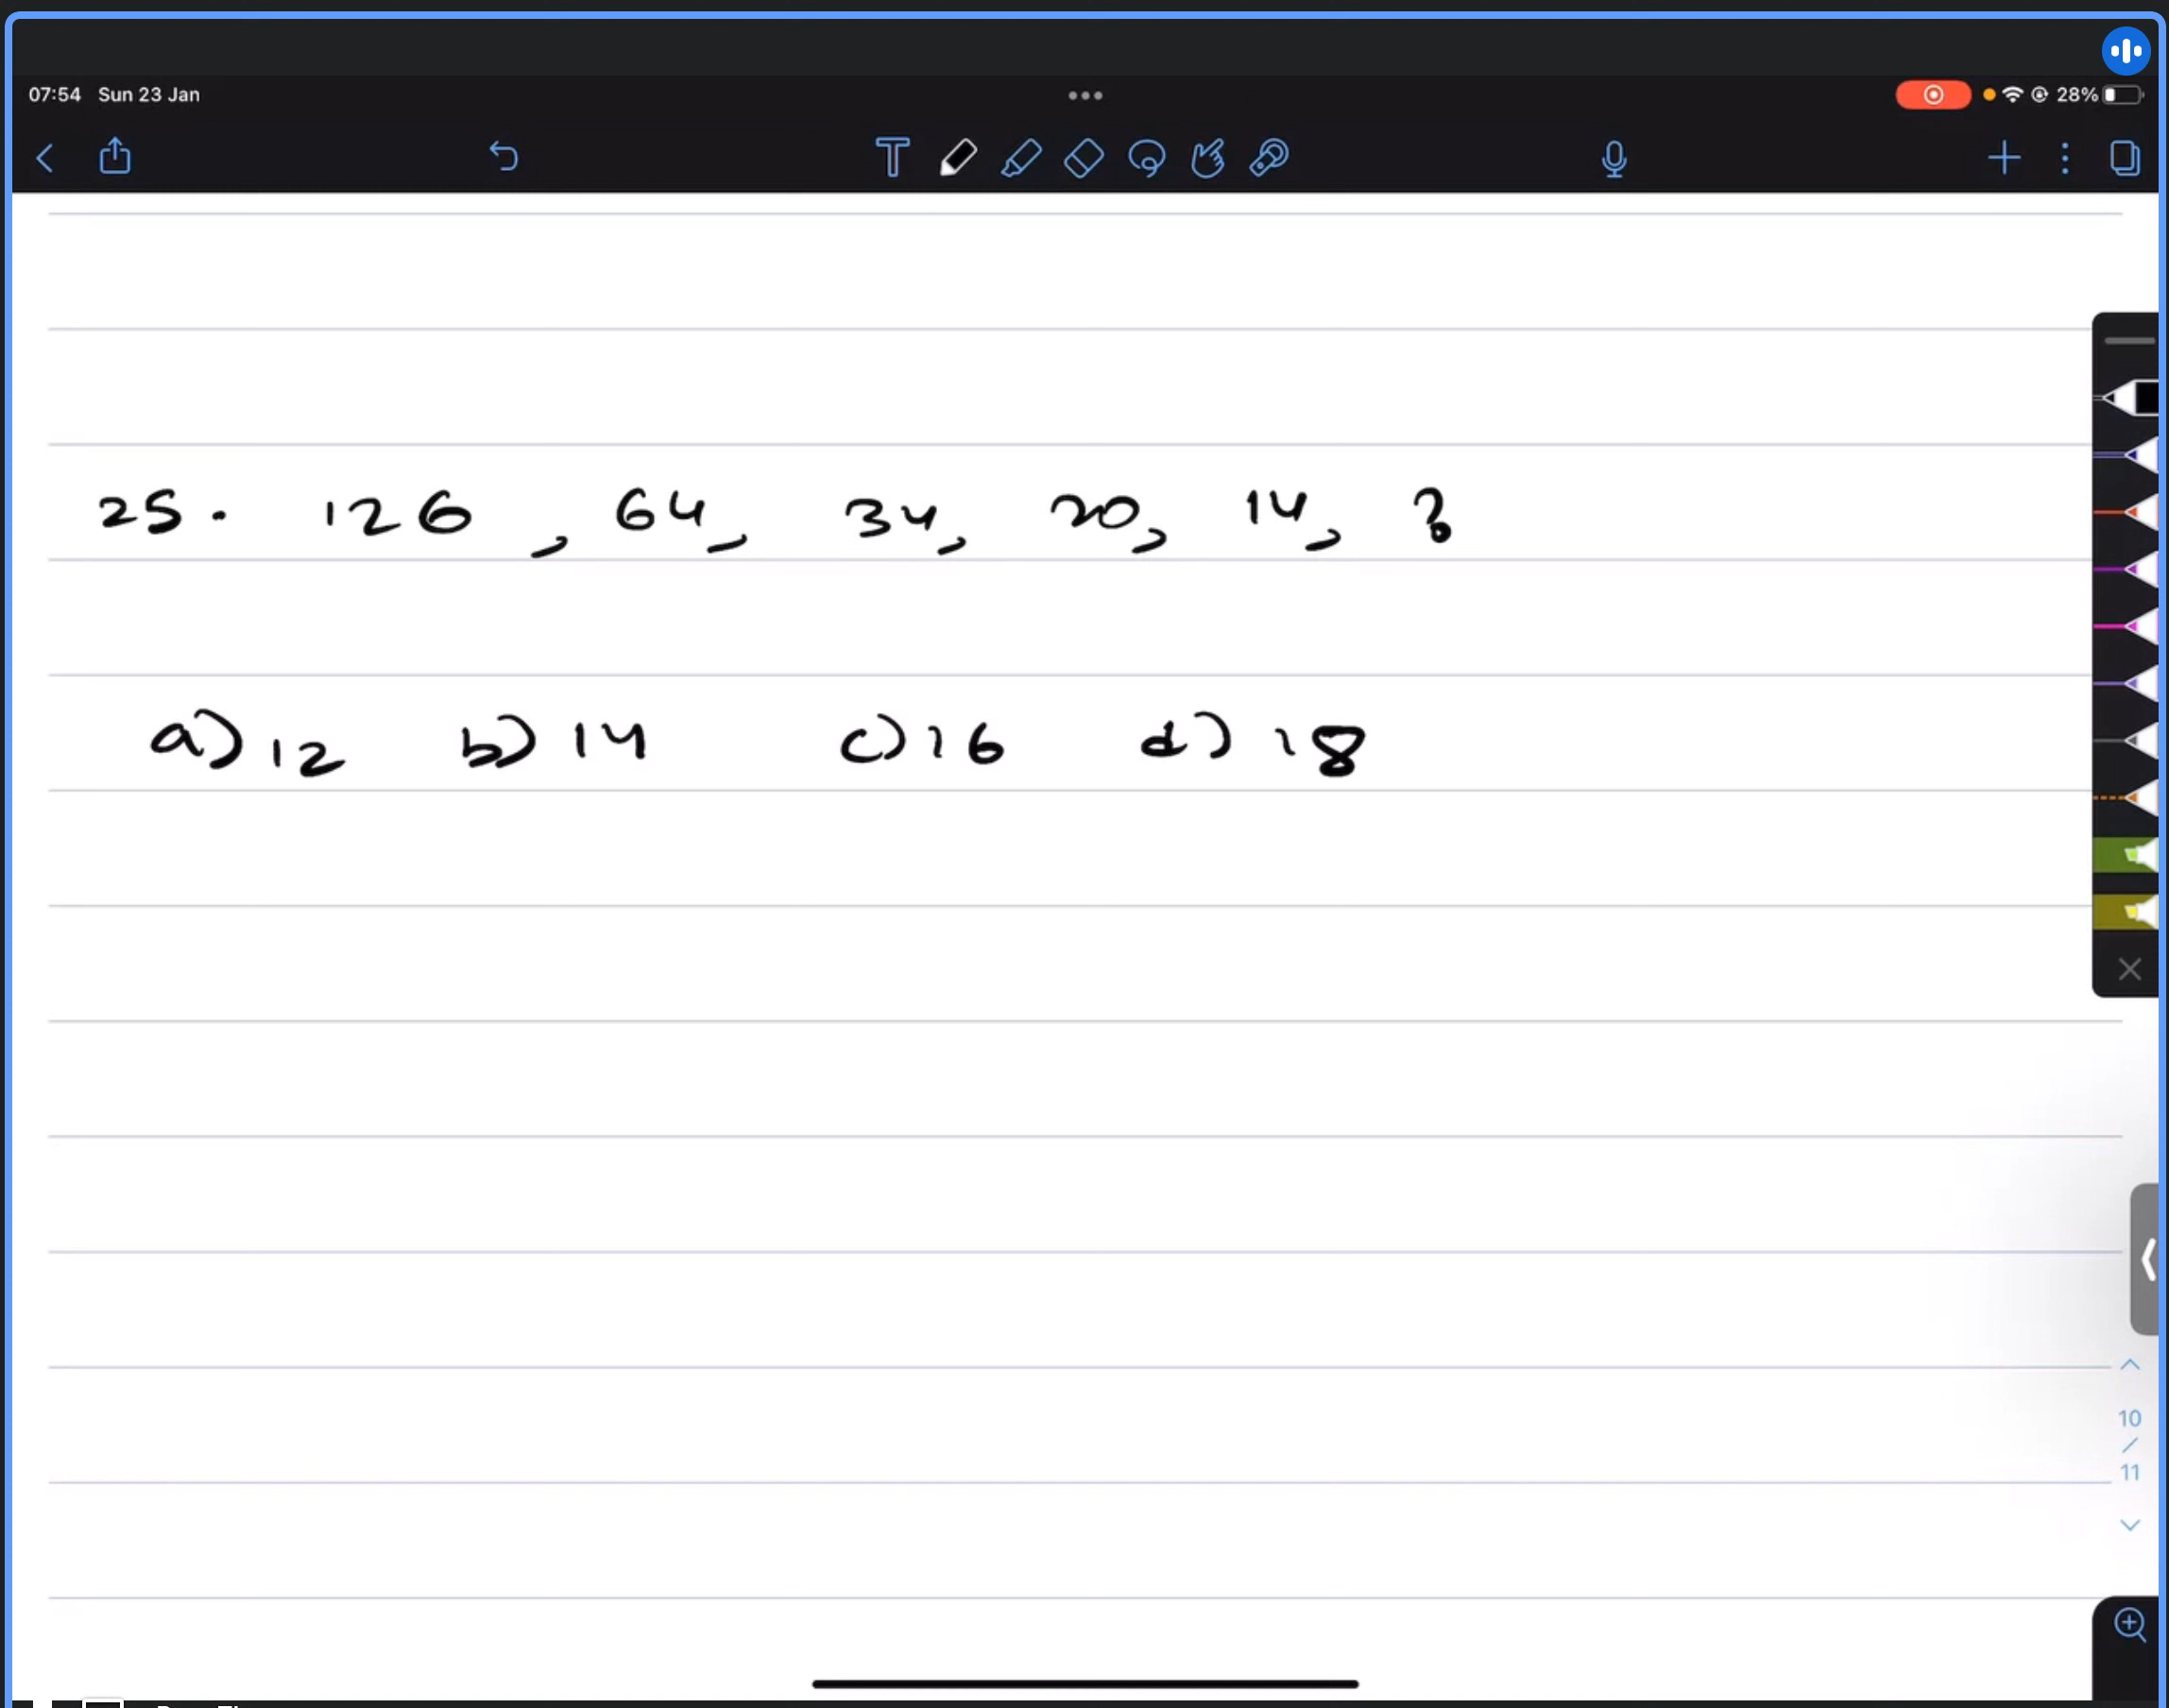 07:54 Sun 23 Jan
28%
T
25. 126, 64, 34, 20, 14, ?
a) 12 b) 14 c) 16 d) 18
10
/
11